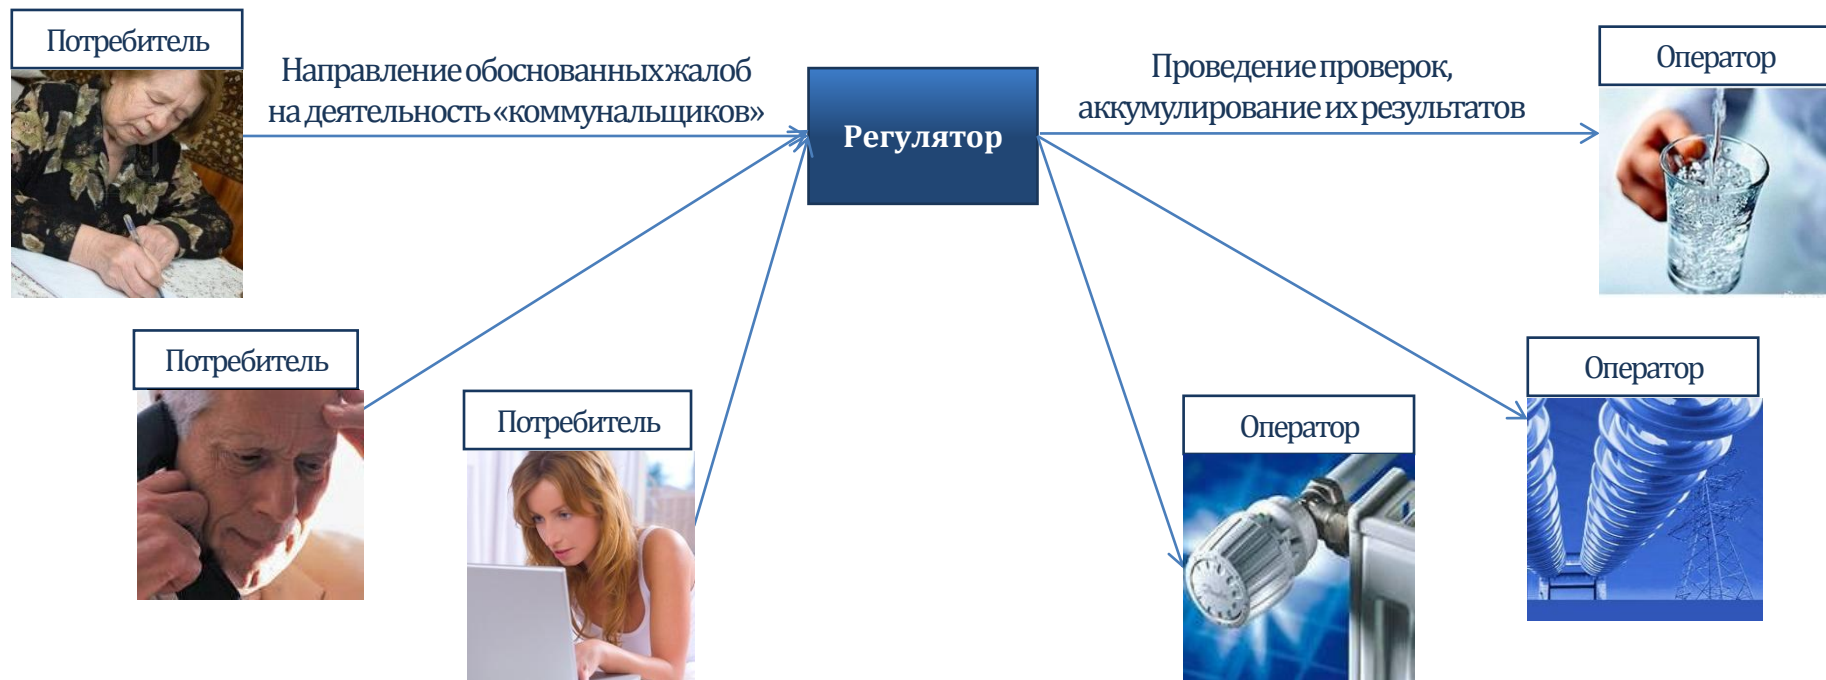 Потребитель
Направление обоснованных жалоб
на деятельность «коммунальщиков»
Регулятор
Проведение проверок,
аккумулирование их результатов
Оператор
Потребитель
Потребитель
Оператор
Оператор